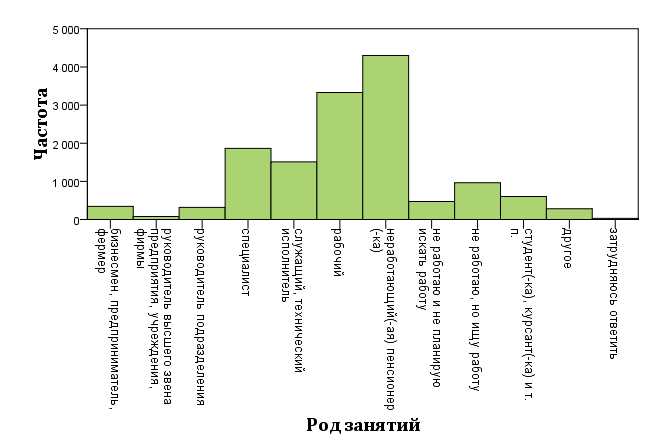 5 000
4 000
3 000
2 000
1 000
0
Частота
бизнесмен, предприниматель,
фермер
руководитель высшего звена
предприятия, учреждения,
фирмы
руководитель подразделения
специалист
служащий, технический
исполнитель
рабочий
неработающий(-ая) пенсионер
(-ка)
не работаю и не планирую
искать работу
не работаю, но ищу работу
студент(-ка), курсант(-ка) и т.
п.
другое
затрудняюсь ответить
Род занятий